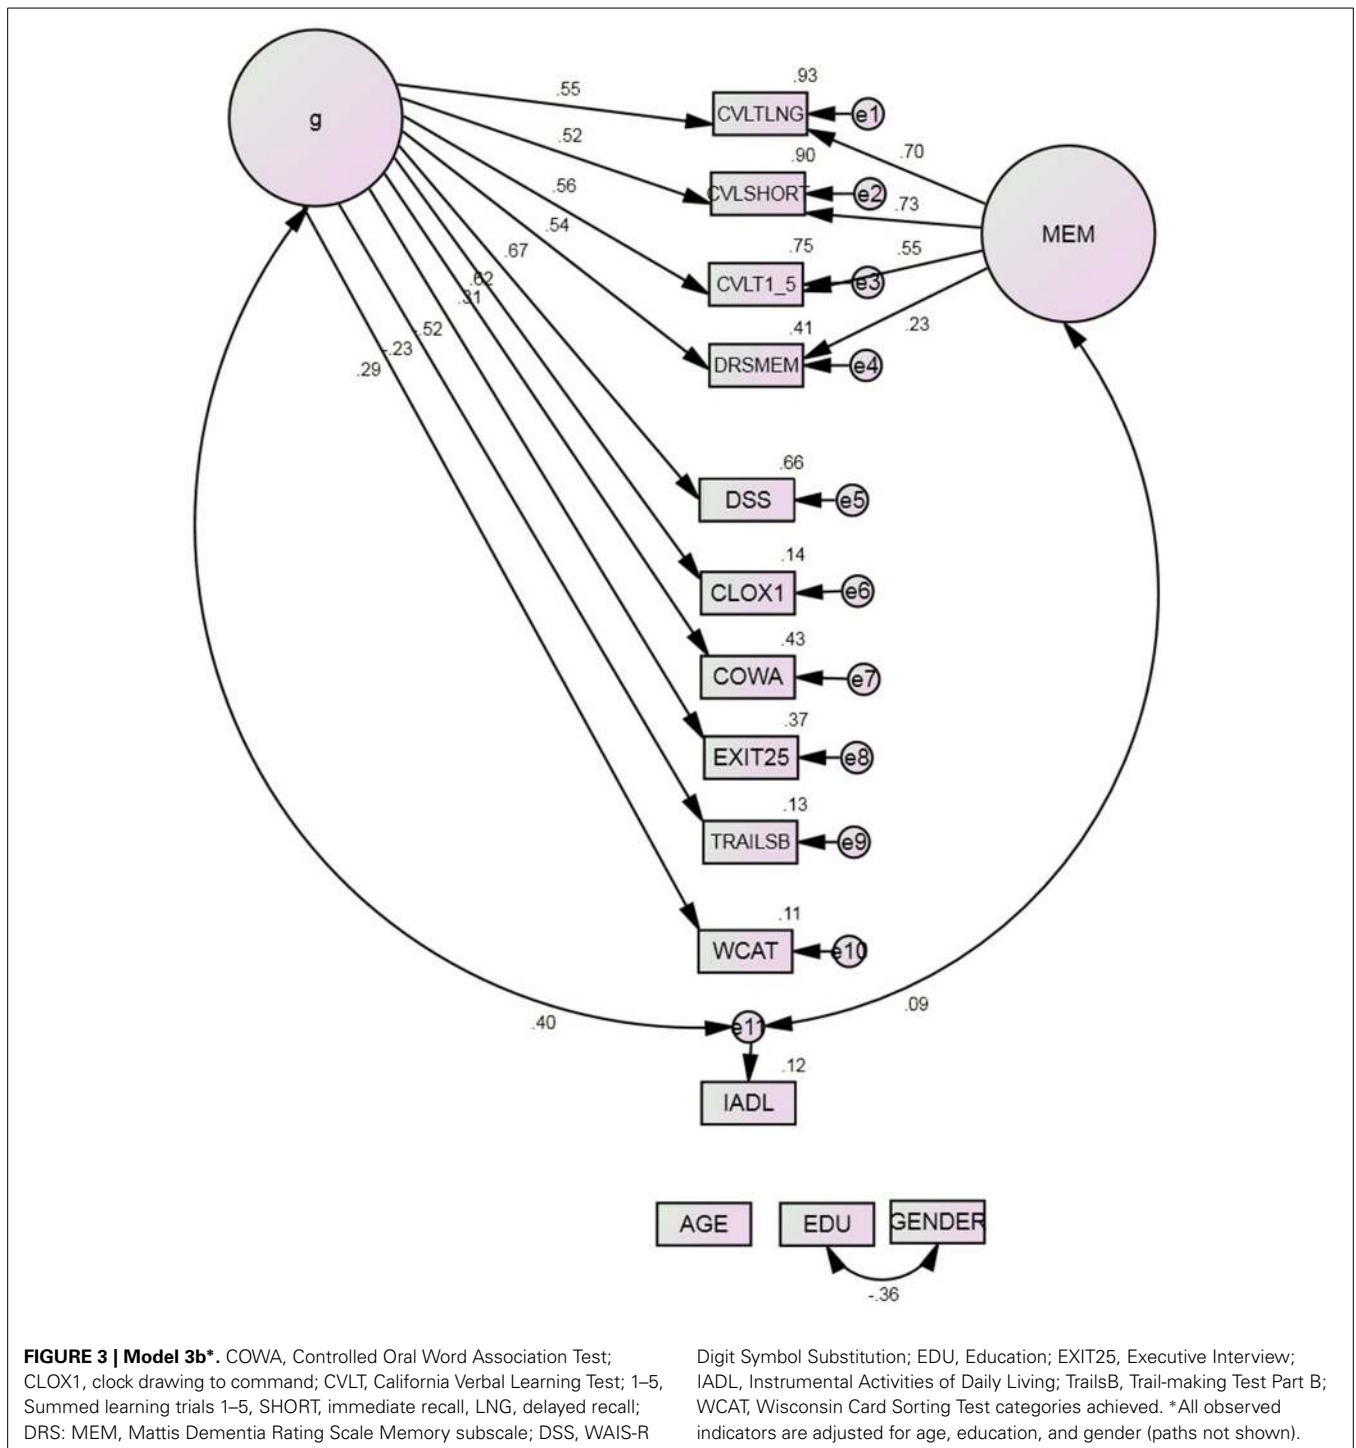 g
.55
.52
.56
.54
.67
.62
.31
-.52
-.23
.29
.93
CVLTLNG
e1
.70
.90
CVLSHORT
e2
.73
MEM
.75
CVLT1_5
e3
.55
.41
DRSMEM
e4
.23
.66
DSS
e5
.14
CLOX1
e6
.43
COWA
e7
.37
EXIT25
e8
.13
TRAILSB
e9
.11
WCAT
e10
.40
e11
.09
.12
IADL
AGE
EDU
GENDER
-.36
FIGURE 3 | Model 3b*. COWA, Controlled Oral Word Association Test;
CLOX1, clock drawing to command; CVLT, California Verbal Learning Test; 1–5,
Summed learning trials 1–5, SHORT, immediate recall, LNG, delayed recall;
DRS: MEM, Mattis Dementia Rating Scale Memory subscale; DSS, WAIS-R
Digit Symbol Substitution; EDU, Education; EXIT25, Executive Interview;
IADL, Instrumental Activities of Daily Living; TrailsB, Trail-making Test Part B;
WCAT, Wisconsin Card Sorting Test categories achieved. *All observed
indicators are adjusted for age, education, and gender (paths not shown).